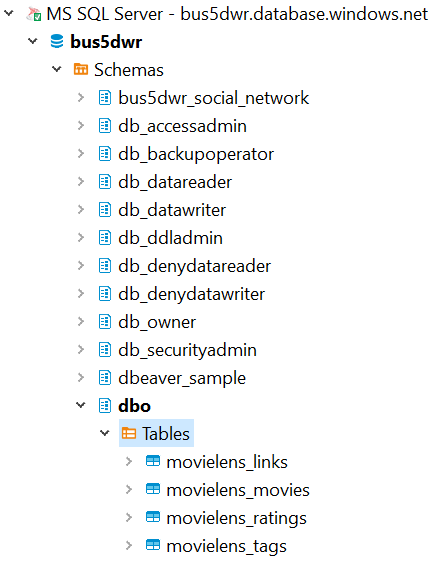 MS SQL Server - bus5dwr.database.windows.net
bus5dwr
Schemas
bus5dwr_social_network
db_accessadmin
db_backupoperator
db_datareader
db_datawriter
db_ddladmin
db_denydatareader
db_denydatawriter
db_owner
db_securityadmin
dbeaver_sample
dbo
Tables
movielens_links
movielens_movies
movielens_ratings
movielens_tags